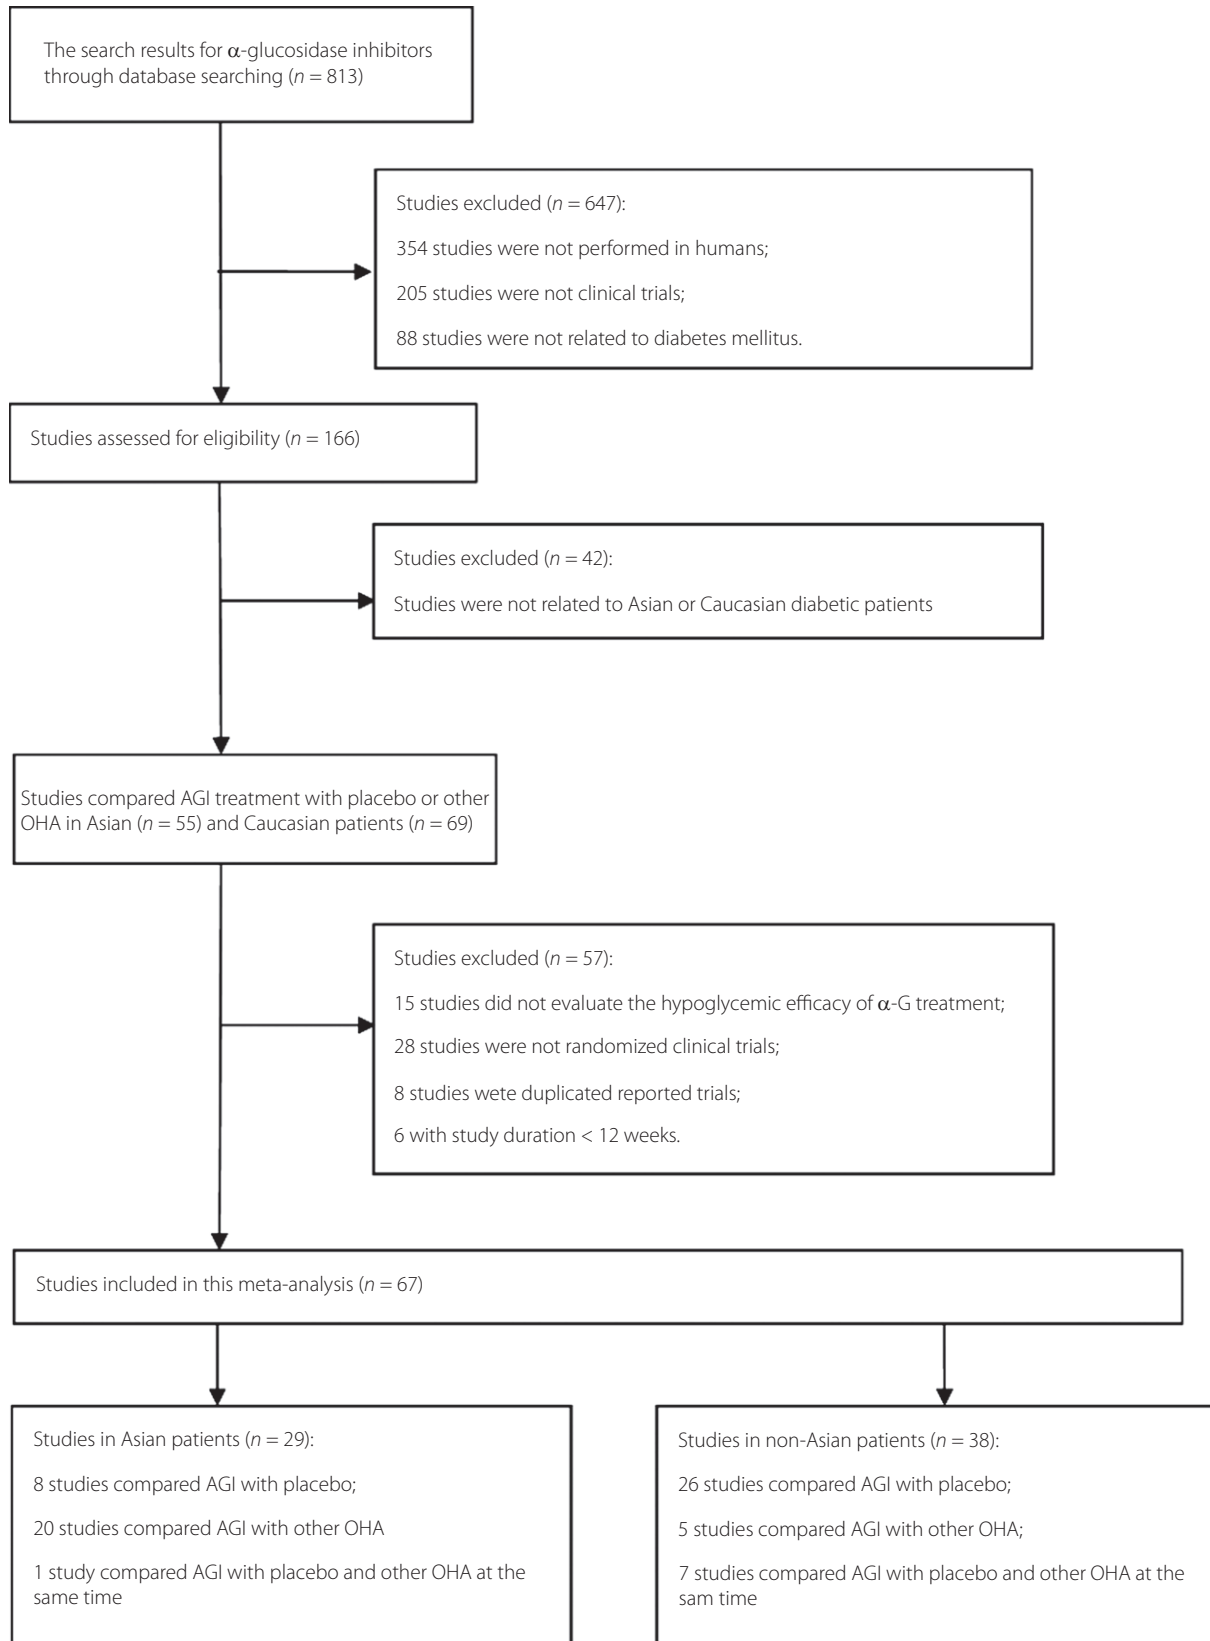 The search results for α-glucosidase inhibitors
through database searching (n = 813)
Studies excluded (n = 647):
354 studies were not performed in humans;
205 studies were not clinical trials;
88 studies were not related to diabetes mellitus.
Studies assessed for eligibility (n = 166)
Studies excluded (n = 42):
Studies were not related to Asian or Caucasian diabetic patients
Studies compared AGI treatment with placebo or other
OHA in Asian (n = 55) and Caucasian patients (n = 69)
Studies excluded (n = 57):
15 studies did not evaluate the hypoglycemic efficacy of α-G treatment;
28 studies were not randomized clinical trials;
8 studies wete duplicated reported trials;
6 with study duration < 12 weeks.
Studies included in this meta-analysis (n = 67)
Studies in Asian patients (n = 29):
8 studies compared AGI with placebo;
20 studies compared AGI with other OHA
1 study compared AGI with placebo and other OHA at the
same time
Studies in non-Asian patients (n = 38):
26 studies compared AGI with placebo;
5 studies compared AGI with other OHA;
7 studies compared AGI with placebo and other OHA at the
sam time